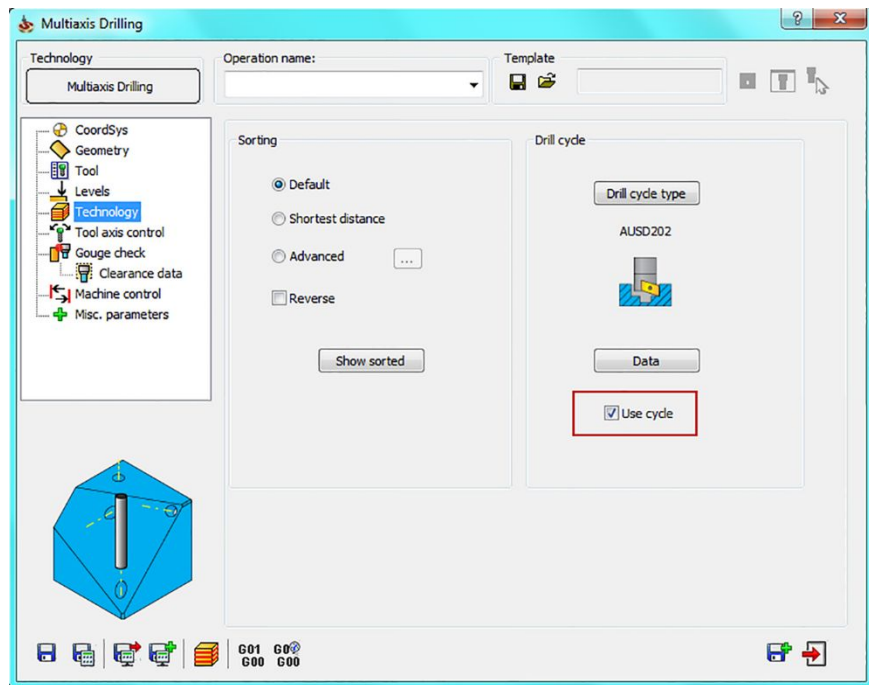 Multiaxis Drilling
Technology
Operation name:
Template
Multiaxis Drilling
CoordSys
Geometry
Tool
Levels
Technology
Tool axis control
Gouge check
Clearance data
Machine control
Misc. parameters
Sorting
Default
Shortest distance
Advanced
...
Reverse
Show sorted
Drill cycle
Drill cycle type
AUSD202
Data
Use cycle
G01 G00
G00 G00